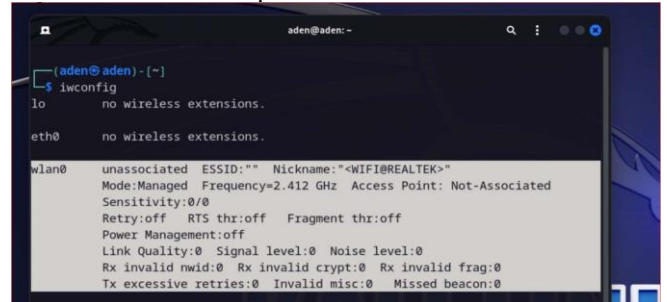 aden@aden: ~
(aden㉿aden)-[~]
$ iwconfig
lo no wireless extensions.
eth0 no wireless extensions.
wlan0 unassociated ESSID:"" Nickname:"<WIFI@REALTEK>"
Mode:Managed Frequency=2.412 GHz Access Point: Not-Associated
Sensitivity:0/0
Retry:off RTS thr:off Fragment thr:off
Power Management:off
Link Quality:0 Signal level:0 Noise level:0
Rx invalid nwid:0 Rx invalid crypt:0 Rx invalid frag:0
Tx excessive retries:0 Invalid misc:0 Missed beacon:0